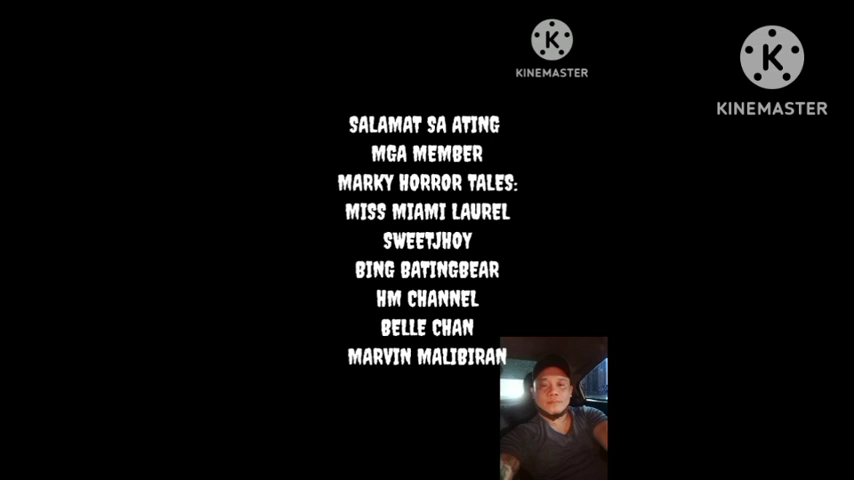 KINEMASTER
KINEMASTER
SALAMAT SA ATING
MGA MEMBER
MARKY HORROR TALES:
MISS MIAMI LAUREL
SWEETJHOY
BING BATINGBEAR
HM CHANNEL
BELLE CHAN
MARVIN MALIBIRAN